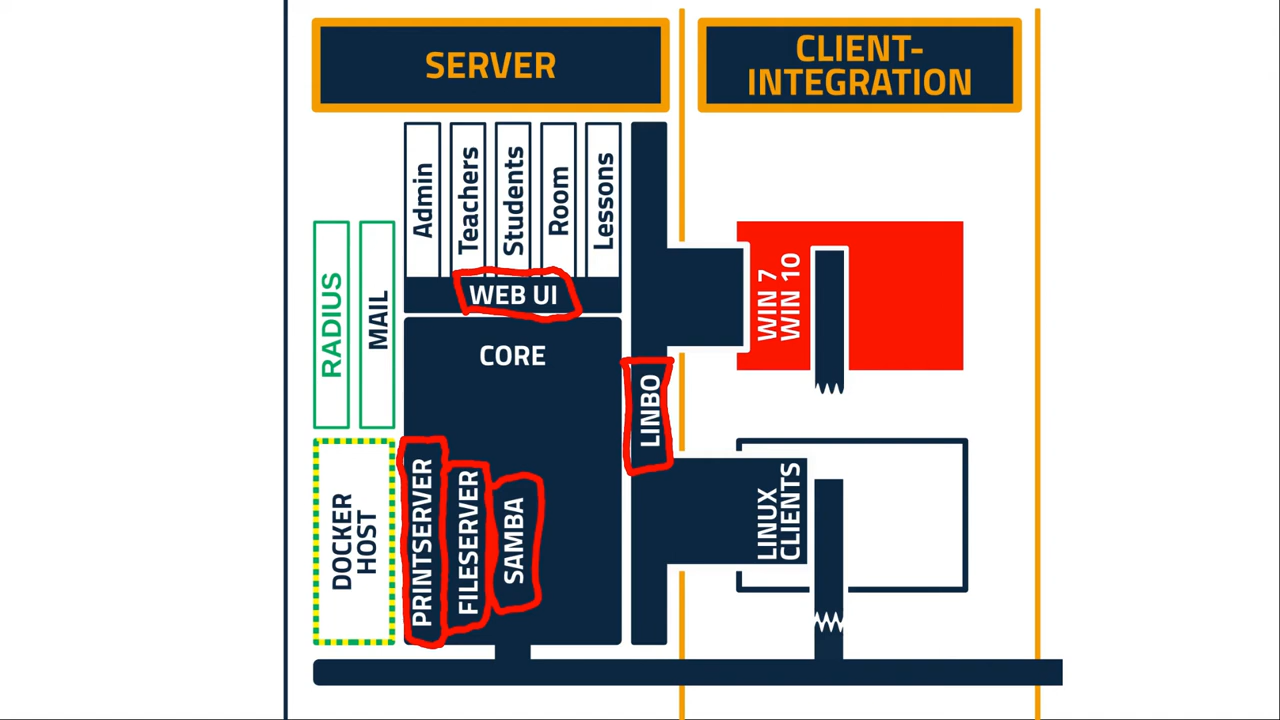 SERVER
CLIENT-
INTEGRATION
Admin
Teachers
Students
Room
Lessons
RADIUS
MAIL
WEB UI
CORE
LINBO
WIN 7
WIN 10
DOCKER
HOST
PRINTSERVER
FILESERVER
SAMBA
LINUX
CLIENTS